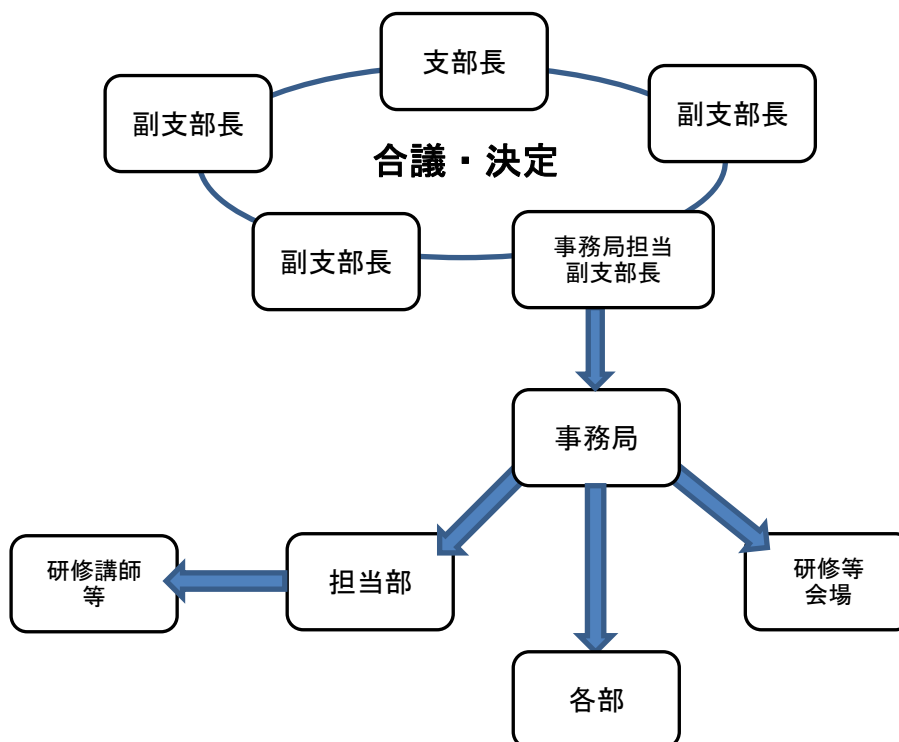 支部長
副支部長
副支部長
合議・決定
副支部長
事務局担当
副支部長
事務局
研修講師
等
担当部
研修等
会場
各部